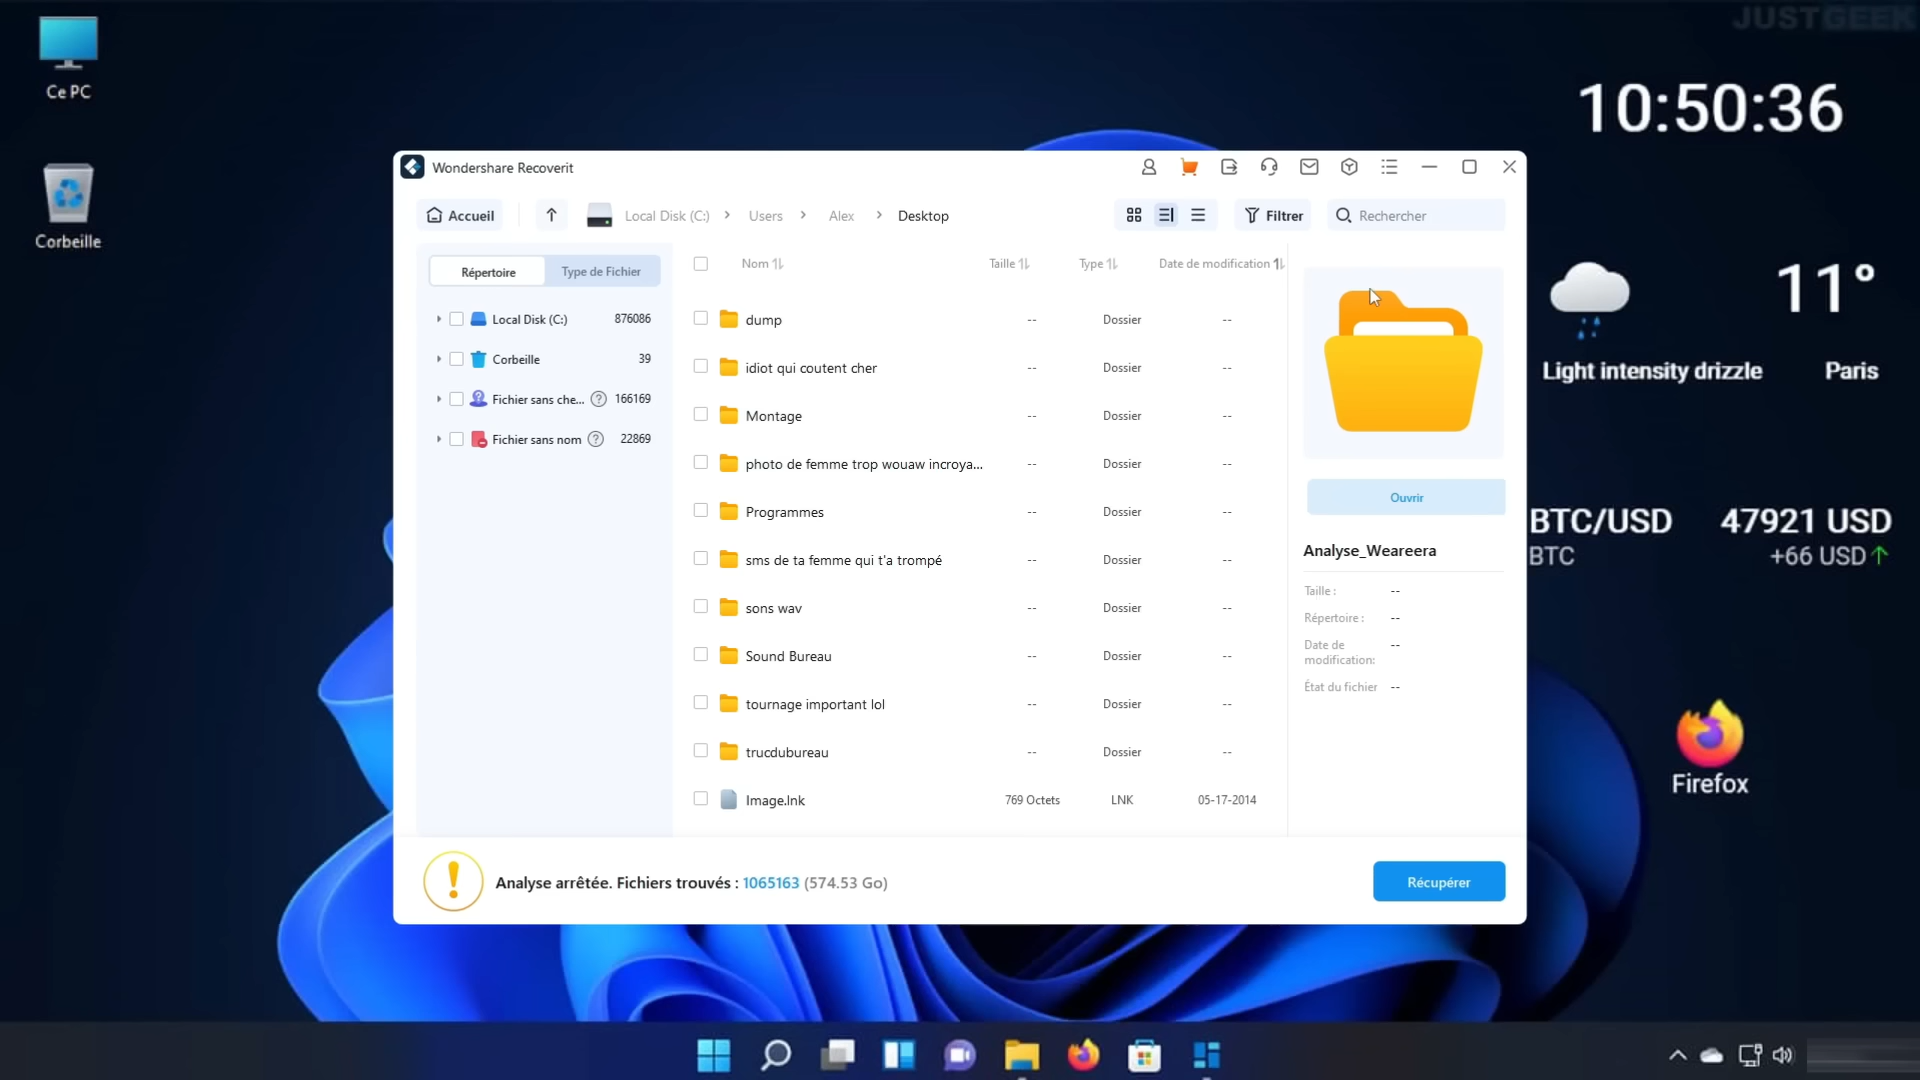 JUSTGEEK
Ce PC
Corbeille
10:50:36
11°
Light intensity drizzle Paris
BTC/USD 47921 USD
BTC +66 USD
Firefox
Wondershare Recoverit
Accueil
Local Disk (C:) > Users > Alex > Desktop
Filtrer
Rechercher
Répertoire Type de Fichier
Local Disk (C:) 876086
Corbeille 39
Fichier sans che... ? 166169
Fichier sans nom ? 22869
Nom Taille Type Date de modification
dump -- Dossier --
idiot qui coutent cher -- Dossier --
Montage -- Dossier --
photo de femme trop wouaw incroya... -- Dossier --
Programmes -- Dossier --
sms de ta femme qui t'a trompé -- Dossier --
sons wav -- Dossier --
Sound Bureau -- Dossier --
tournage important lol -- Dossier --
trucdubureau -- Dossier --
Image.lnk 769 Octets LNK 05-17-2014
Ouvrir
Analyse_Weareera
Taille : --
Répertoire : --
Date de --
modification:
État du fichier --
Analyse arrêtée. Fichiers trouvés : 1065163 (574.53 Go)
Récupérer